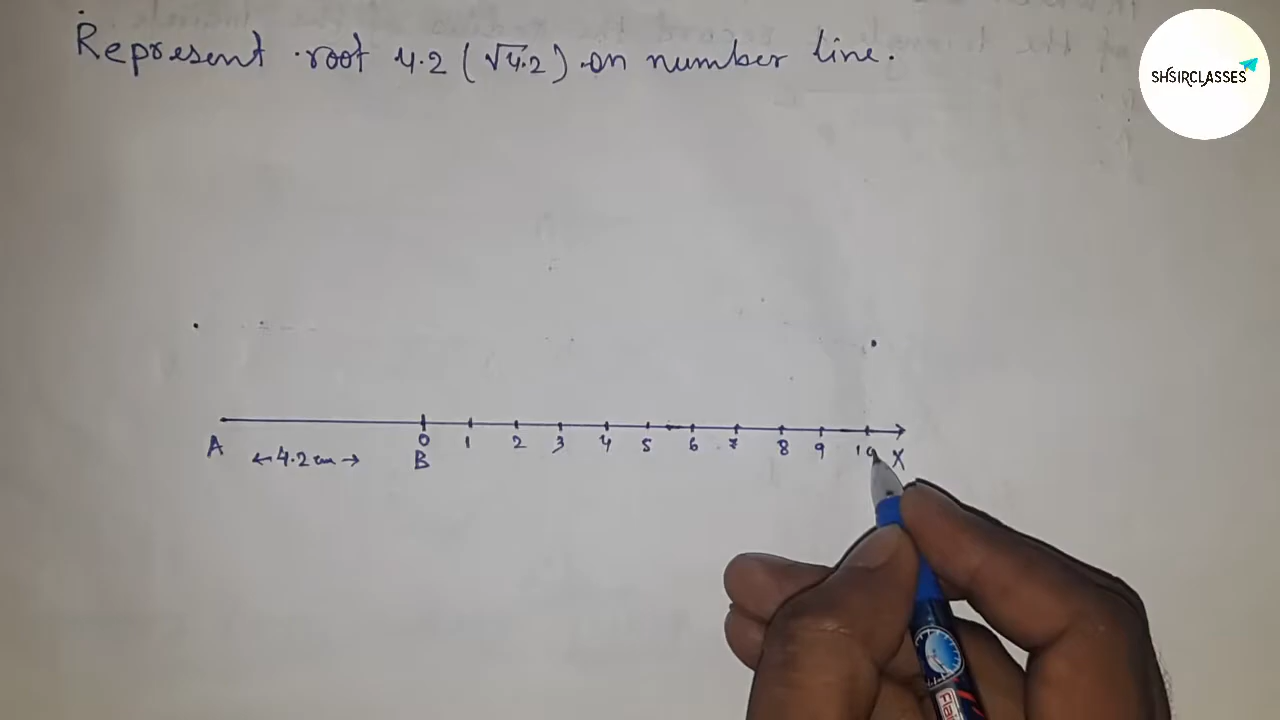 Represent root 4.2 (√4.2) on number line.
SHSIRCLASSES
0 1 2 3 4 5 6 7 8 9 10
A ←4.2 cm→ B X